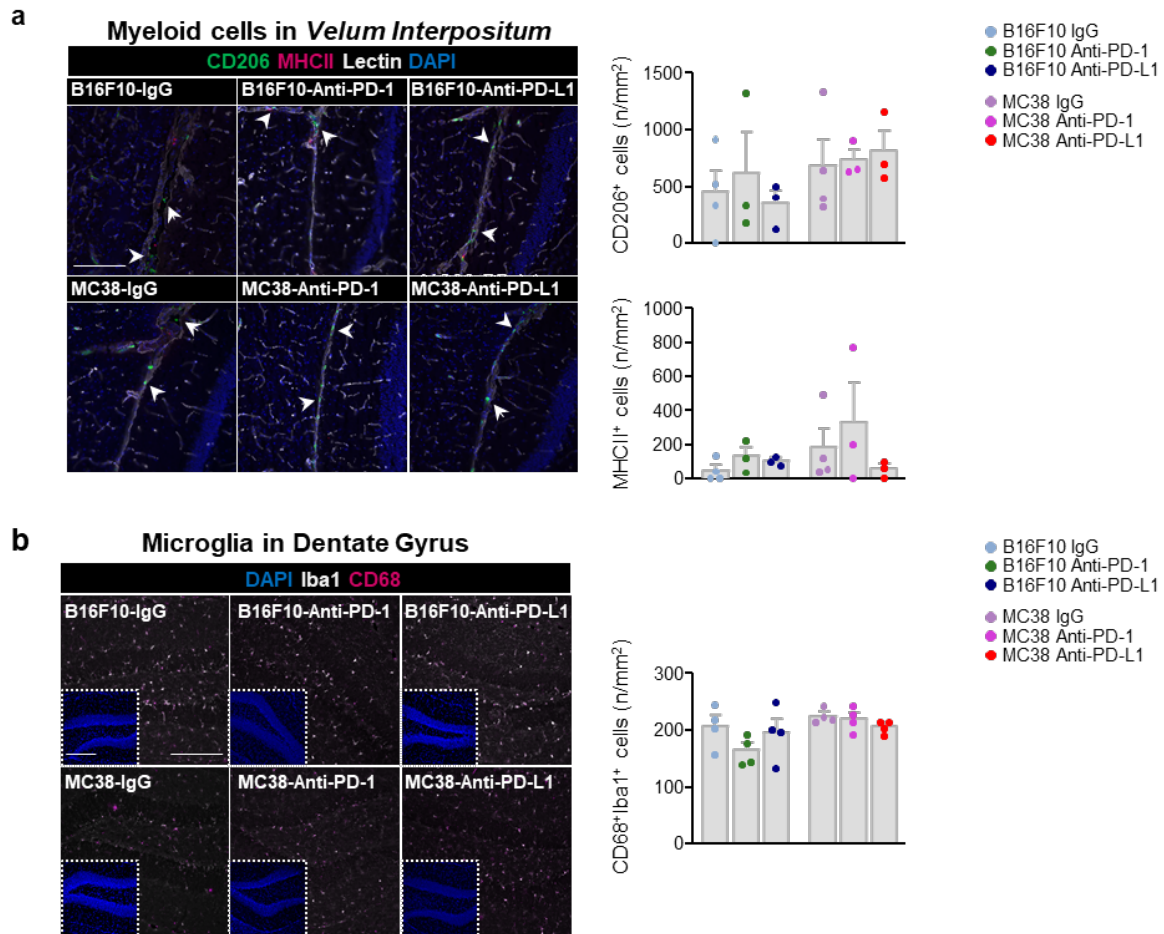 a
Myeloid cells in Velum Interpositum
CD206 MHCII Lectin DAPI
B16F10-IgG B16F10-Anti-PD-1 B16F10-Anti-PD-L1
MC38-IgG MC38-Anti-PD-1 MC38-Anti-PD-L1
CD206⁺ cells (n/mm²)
1500
1000
500
0
B16F10 IgG
B16F10 Anti-PD-1
B16F10 Anti-PD-L1
MC38 IgG
MC38 Anti-PD-1
MC38 Anti-PD-L1
MHCII⁺ cells (n/mm²)
1000
800
600
400
200
0
b
Microglia in Dentate Gyrus
DAPI Iba1 CD68
B16F10-IgG B16F10-Anti-PD-1 B16F10-Anti-PD-L1
MC38-IgG MC38-Anti-PD-1 MC38-Anti-PD-L1
CD68⁺Iba1⁺ cells (n/mm²)
300
200
100
0
B16F10 IgG
B16F10 Anti-PD-1
B16F10 Anti-PD-L1
MC38 IgG
MC38 Anti-PD-1
MC38 Anti-PD-L1